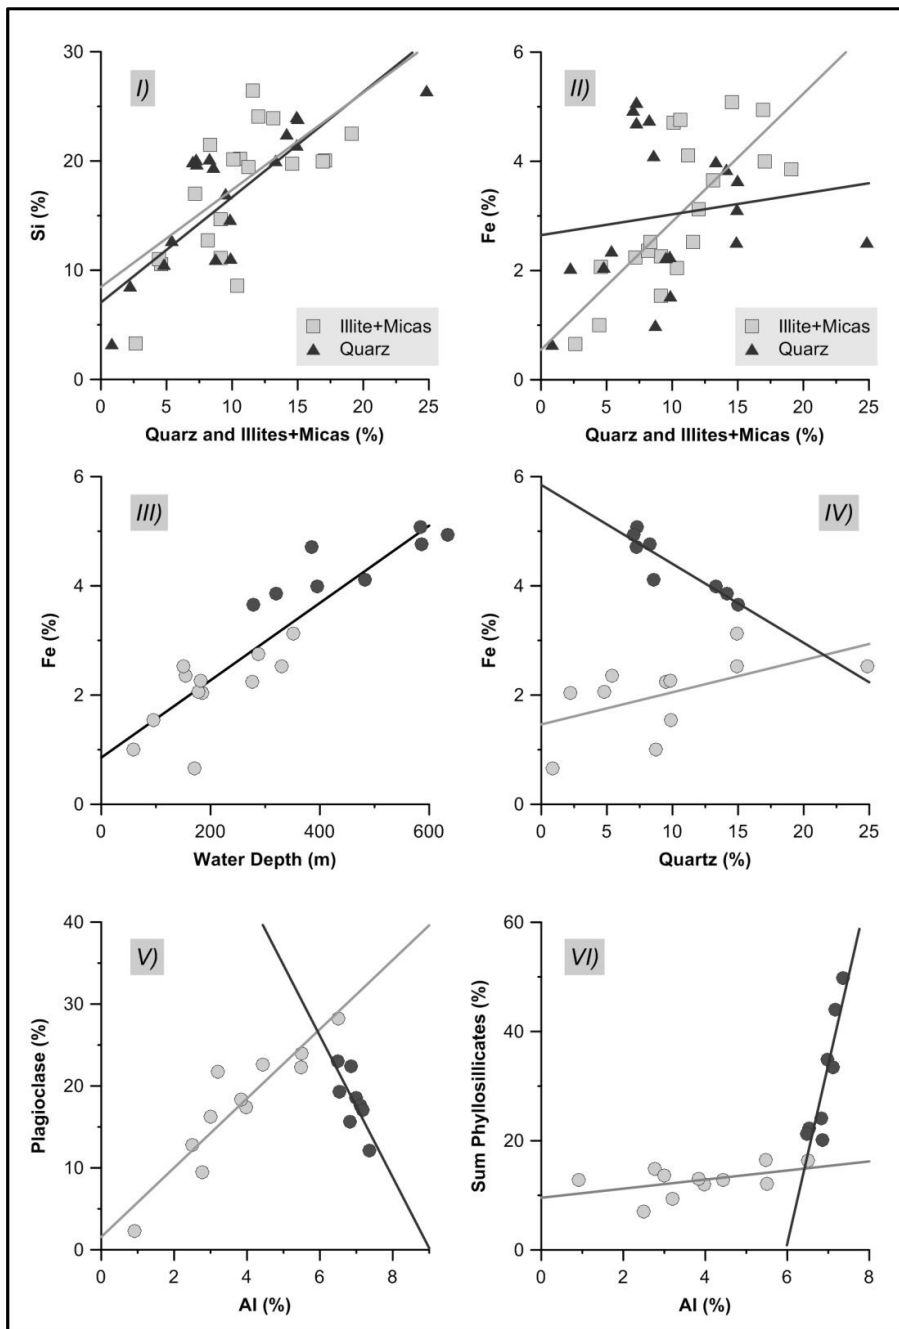 I)
Si (%)
30
20
10
0
0 5 10 15 20 25
Illite+Micas
Quarz
Quarz and Illites+Micas (%)
II)
Fe (%)
6
4
2
0
0 5 10 15 20 25
Illite+Micas
Quarz
Quarz and Illites+Micas (%)
III)
Fe (%)
6
4
2
0
0 200 400 600
Water Depth (m)
IV)
Fe (%)
6
4
2
0
0 5 10 15 20 25
Quartz (%)
V)
Plagioclase (%)
40
30
20
10
0
0 2 4 6 8
Al (%)
VI)
Sum Phyllosillicates (%)
60
40
20
0
0 2 4 6 8
Al (%)